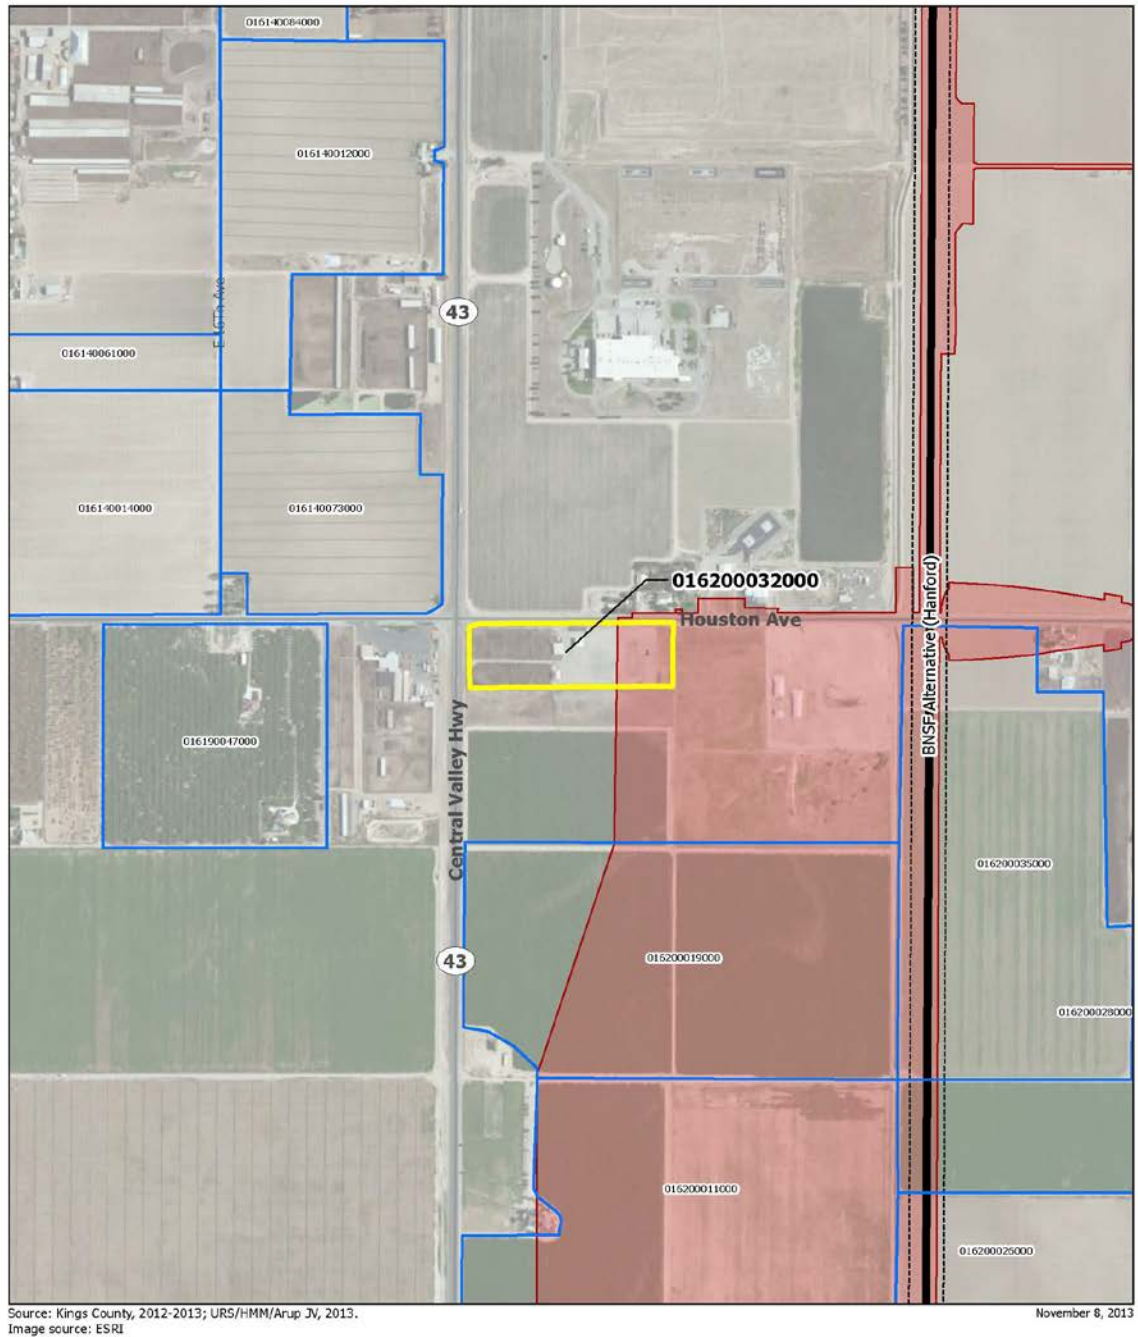 016140084000
016140012000
E 16Th Ave
43
016140061000
016140014000
016140073000
016200032000
Houston Ave
BNSF Alternative (Hanford)
Central Valley Hwy
016190047000
016200035000
43
016200019000
016200028000
016200011000
016200026000
Source: Kings County, 2012-2013; URS/HMM/Arup JV, 2013.
November 8, 2013
Image source: ESRI